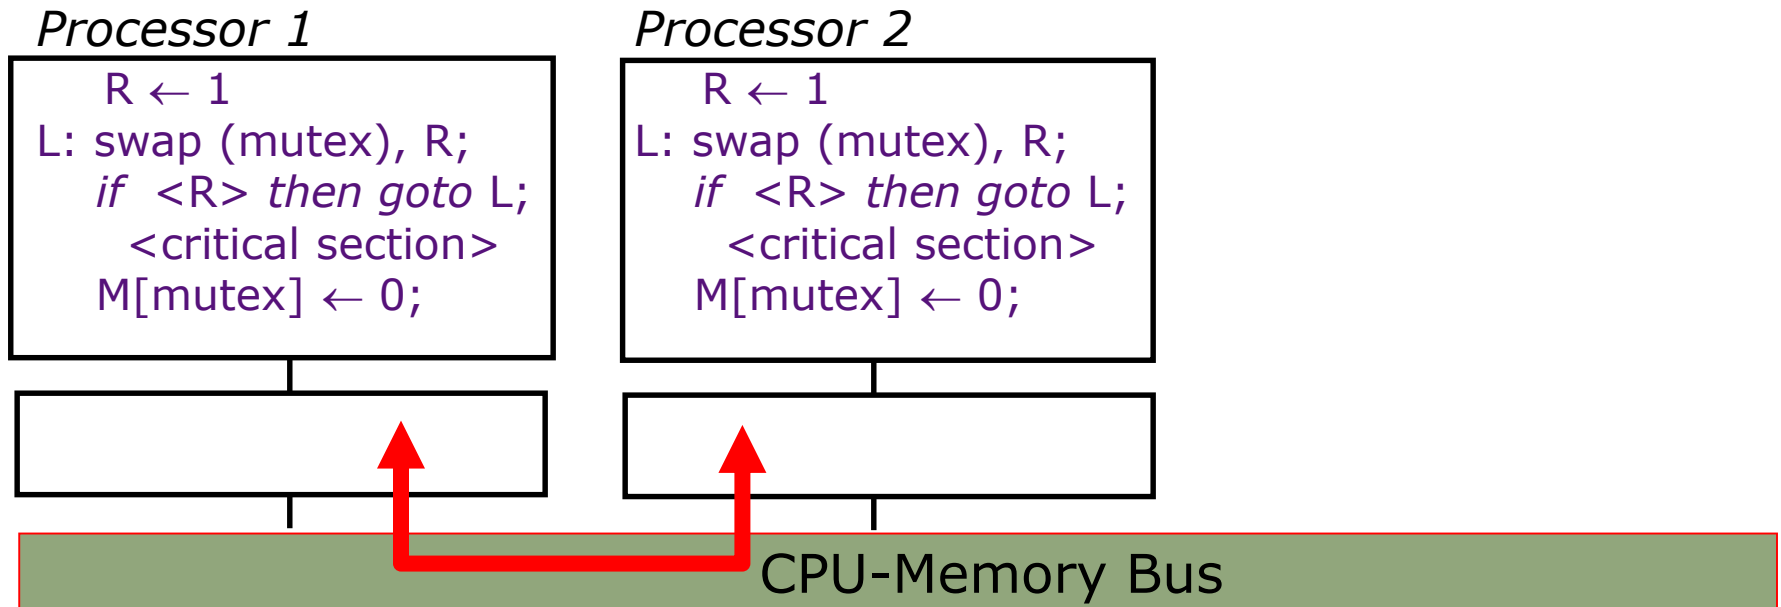 Processor 1
R ← 1
L: swap (mutex), R;
if <R> then goto L;
<critical section>
M[mutex] ← 0;
Processor 2
R ← 1
L: swap (mutex), R;
if <R> then goto L;
<critical section>
M[mutex] ← 0;
CPU-Memory Bus